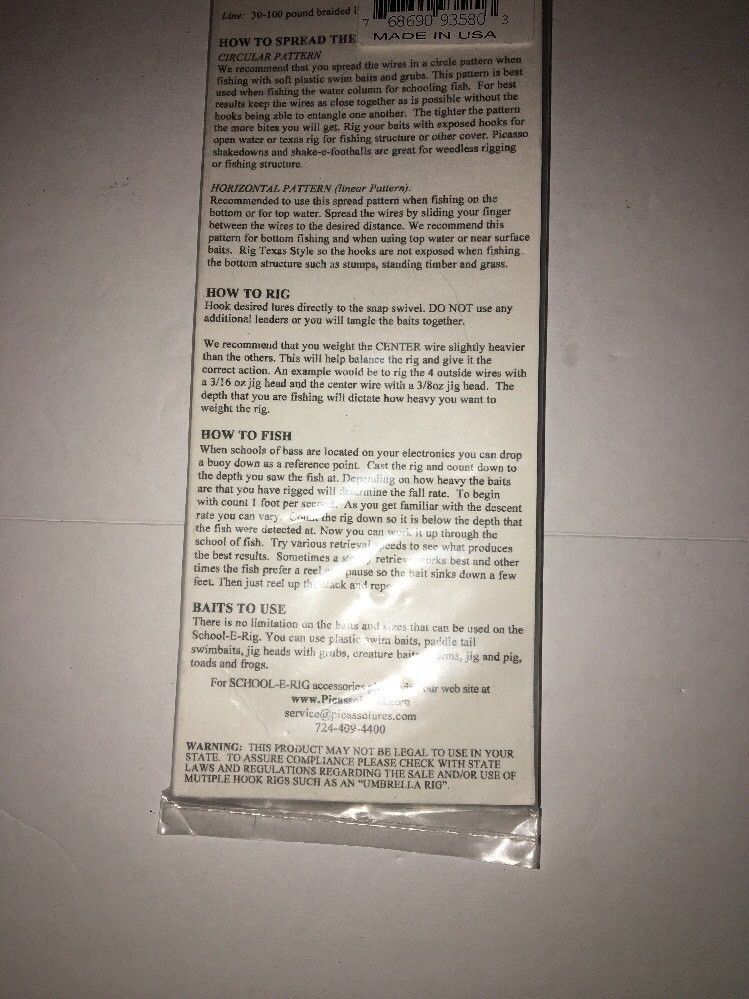 Line: 30-100 pound braided
7 68690 93580 3
MADE IN USA
HOW TO SPREAD THE
CIRCULAR PATTERN
We recommend that you spread the wires in a circle pattern when
fishing with soft plastic swim baits and grubs. This pattern is best
used when fishing the water column for schooling fish. For best
results keep the wires as close together as is possible without the
hooks being able to entangle one another. The tighter the pattern
the more bites you will get. Rig your baits with exposed hooks for
open water or texas rig for fishing structure or other cover. Picasso
shakedowns and shake-e-footballs are great for weedless rigging
or fishing structure.
HORIZONTAL PATTERN (linear Pattern).
Recommended to use this spread pattern when fishing on the
bottom or for top water. Spread the wires by sliding your finger
between the wires to the desired distance. We recommend this
pattern for bottom fishing and when using top water or near surface
baits. Rig Texas Style so the hooks are not exposed when fishing
the bottom structure such as stumps, standing timber and grass.
HOW TO RIG
Hook desired lures directly to the snap swivel. DO NOT use any
additional leaders or you will tangle the baits together.
We recommend that you weight the CENTER wire slightly heavier
than the others. This will help balance the rig and give it the
correct action. An example would be to rig the 4 outside wires with
a 3/16 oz jig head and the center wire with a 3/8oz jig head. The
depth that you are fishing will dictate how heavy you want to
weight the rig.
HOW TO FISH
When schools of bass are located on your electronics you can drop
a buoy down as a reference point. Cast the rig and count down to
the depth you saw the fish at. Depending on how heavy the baits
are that you have rigged will determine the fall rate. To begin
with count 1 foot per second. As you get familiar with the descent
rate you can vary. Count the rig down so it is below the depth that
the fish were detected at. Now you can work it up through the
school of fish. Try various retrieval speeds to see what produces
the best results. Sometimes a retrieve works best and other
times the fish prefer a reel pause so the bait sinks down a few
feet. Then just reel up the slack and
BAITS TO USE
There is no limitation on the baits and sizes that can be used on the
School-E-Rig. You can use plastic swim baits, paddle tail
swimbaits, jig heads with grubs, creature baits, jig and pig,
toads and frogs.
For SCHOOL-E-RIG accessories our web site at
service@picassolures.com
724-409-4400
WARNING: THIS PRODUCT MAY NOT BE LEGAL TO USE IN YOUR
STATE. TO ASSURE COMPLIANCE PLEASE CHECK WITH STATE
LAWS AND REGULATIONS REGARDING THE SALE AND/OR USE OF
MUTIPLE HOOK RIGS SUCH AS AN "UMBRELLA RIG".